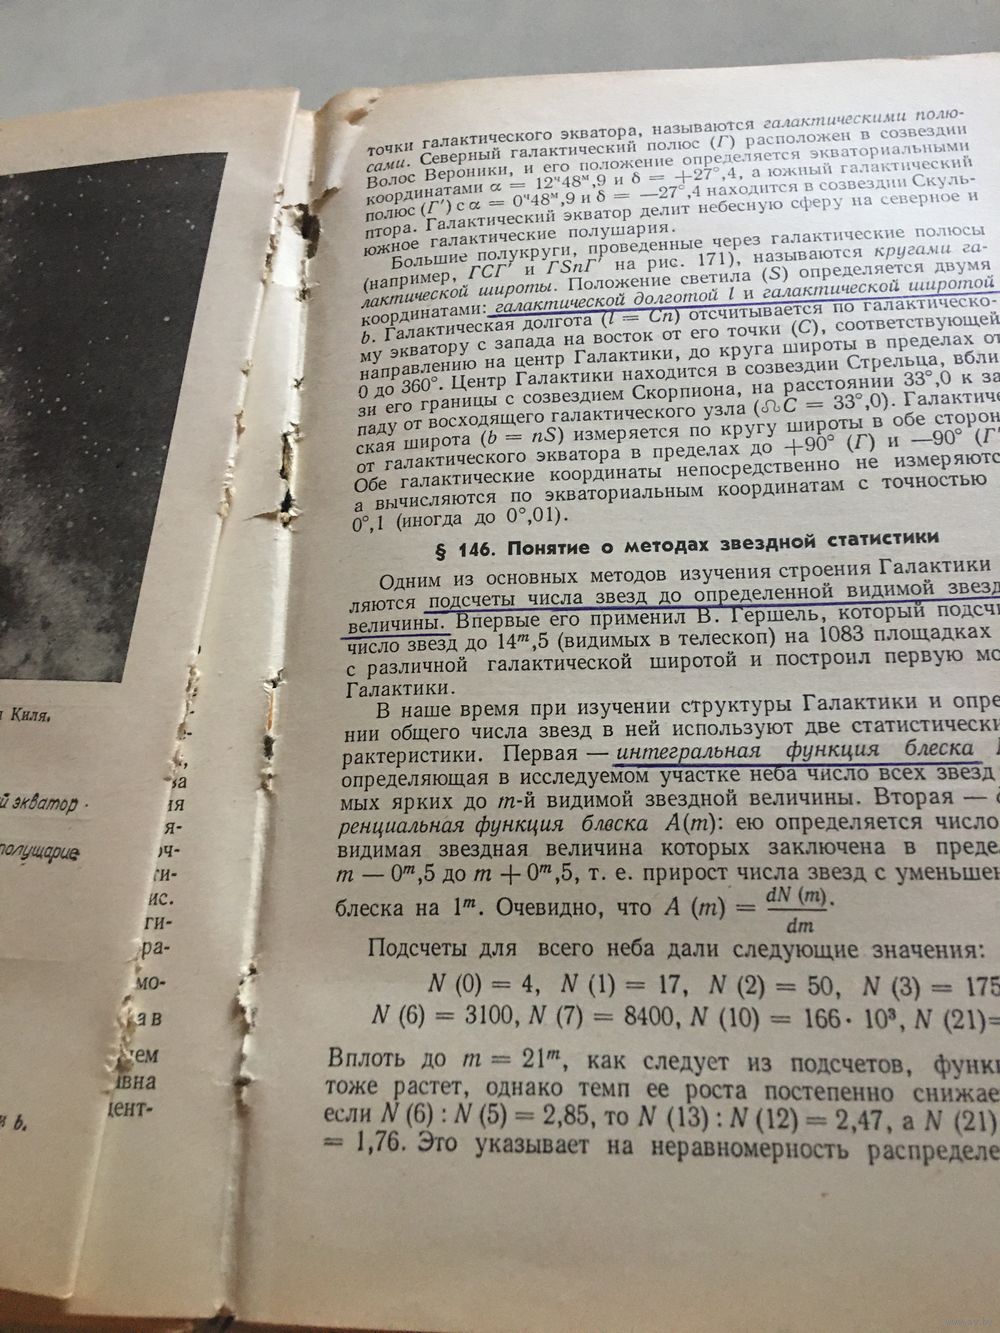 я Киля.
й экватор
полушарие
ва
ия
я-
оч-
ти-
ис.
ги-
ра-
мо-
а в
ем
авна
цент-
и b.
точки галактического экватора, называются галактическими полю-
сами. Северный галактический полюс (Г) расположен в созвездии
Волос Вероники, и его положение определяется экваториальными
координатами α = 12ч48м,9 и δ = +27°,4, а южный галактический
полюс (Г′) с α = 0ч48м,9 и δ = —27°,4 находится в созвездии Скуль-
птора. Галактический экватор делит небесную сферу на северное и
южное галактические полушария.
Большие полукруги, проведенные через галактические полюсы
(например, ГСГ′ и ГSnГ′ на рис. 171), называются кругами га-
лактической широты. Положение светила (S) определяется двумя
координатами: галактической долготой l и галактической широтой
b. Галактическая долгота (l = Cn) отсчитывается по галактическо-
му экватору с запада на восток от его точки (C), соответствующей
направлению на центр Галактики, до круга широты в пределах от
0 до 360°. Центр Галактики находится в созвездии Стрельца, вбли-
зи его границы с созвездием Скорпиона, на расстоянии 33°,0 к за
паду от восходящего галактического узла (☊C = 33°,0). Галактиче
ская широта (b = nS) измеряется по кругу широты в обе сторон
от галактического экватора в пределах до +90° (Г) и —90° (Г′
Обе галактические координаты непосредственно не измеряютс
а вычисляются по экваториальным координатам с точностью
0°,1 (иногда до 0°,01).
§ 146. Понятие о методах звездной статистики
Одним из основных методов изучения строения Галактики
ляются подсчеты числа звезд до определенной видимой звезд
величины. Впервые его применил В. Гершель, который подсчи
число звезд до 14m,5 (видимых в телескоп) на 1083 площадках
с различной галактической широтой и построил первую мо
Галактики.
В наше время при изучении структуры Галактики и опре
нии общего числа звезд в ней используют две статистически
рактеристики. Первая — интегральная функция блеска
определяющая в исследуемом участке неба число всех звезд
мых ярких до m-й видимой звездной величины. Вторая —
ренциальная функция блеска A(m): ею определяется число
видимая звездная величина которых заключена в преде
m — 0m,5 до m + 0m,5, т. е. прирост числа звезд с уменьшен
блеска на 1m. Очевидно, что A (m) = dN (m)/dm.
Подсчеты для всего неба дали следующие значения:
N (0) = 4, N (1) = 17, N (2) = 50, N (3) = 175
N (6) = 3100, N (7) = 8400, N (10) = 166· 10³, N (21)=
Вплоть до m = 21m, как следует из подсчетов, функц
тоже растет, однако темп ее роста постепенно снижае
если N (6) : N (5) = 2,85, то N (13) : N (12) = 2,47, а N (21)
= 1,76. Это указывает на неравномерность распределе